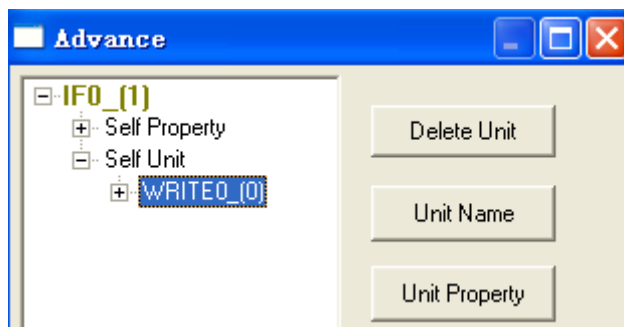 Advance
IF0_(1)
Self Property
Self Unit
WRITE0_(0)
Delete Unit
Unit Name
Unit Property